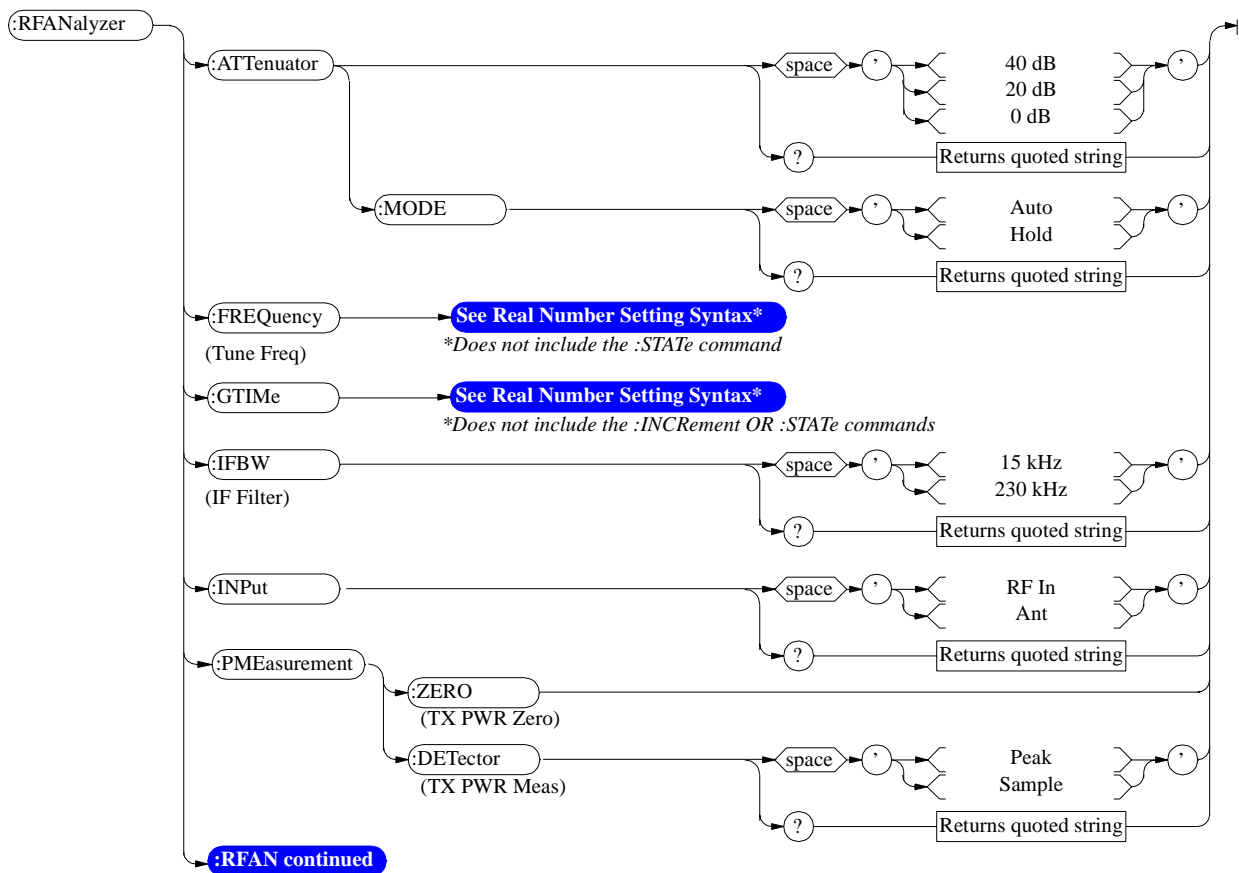 :RFANalyzer
:ATTenuator
space
'
40 dB
20 dB
0 dB
'
?
Returns quoted string
:MODE
space
'
Auto
Hold
'
?
Returns quoted string
:FREQuency
See Real Number Setting Syntax*
(Tune Freq)
*Does not include the :STATe command
:GTIMe
See Real Number Setting Syntax*
*Does not include the :INCRement OR :STATe commands
:IFBW
(IF Filter)
space
'
15 kHz
230 kHz
'
?
Returns quoted string
:INPut
space
'
RF In
Ant
'
?
Returns quoted string
:PMEasurement
:ZERO
(TX PWR Zero)
:DETector
(TX PWR Meas)
space
'
Peak
Sample
'
?
Returns quoted string
:RFAN continued